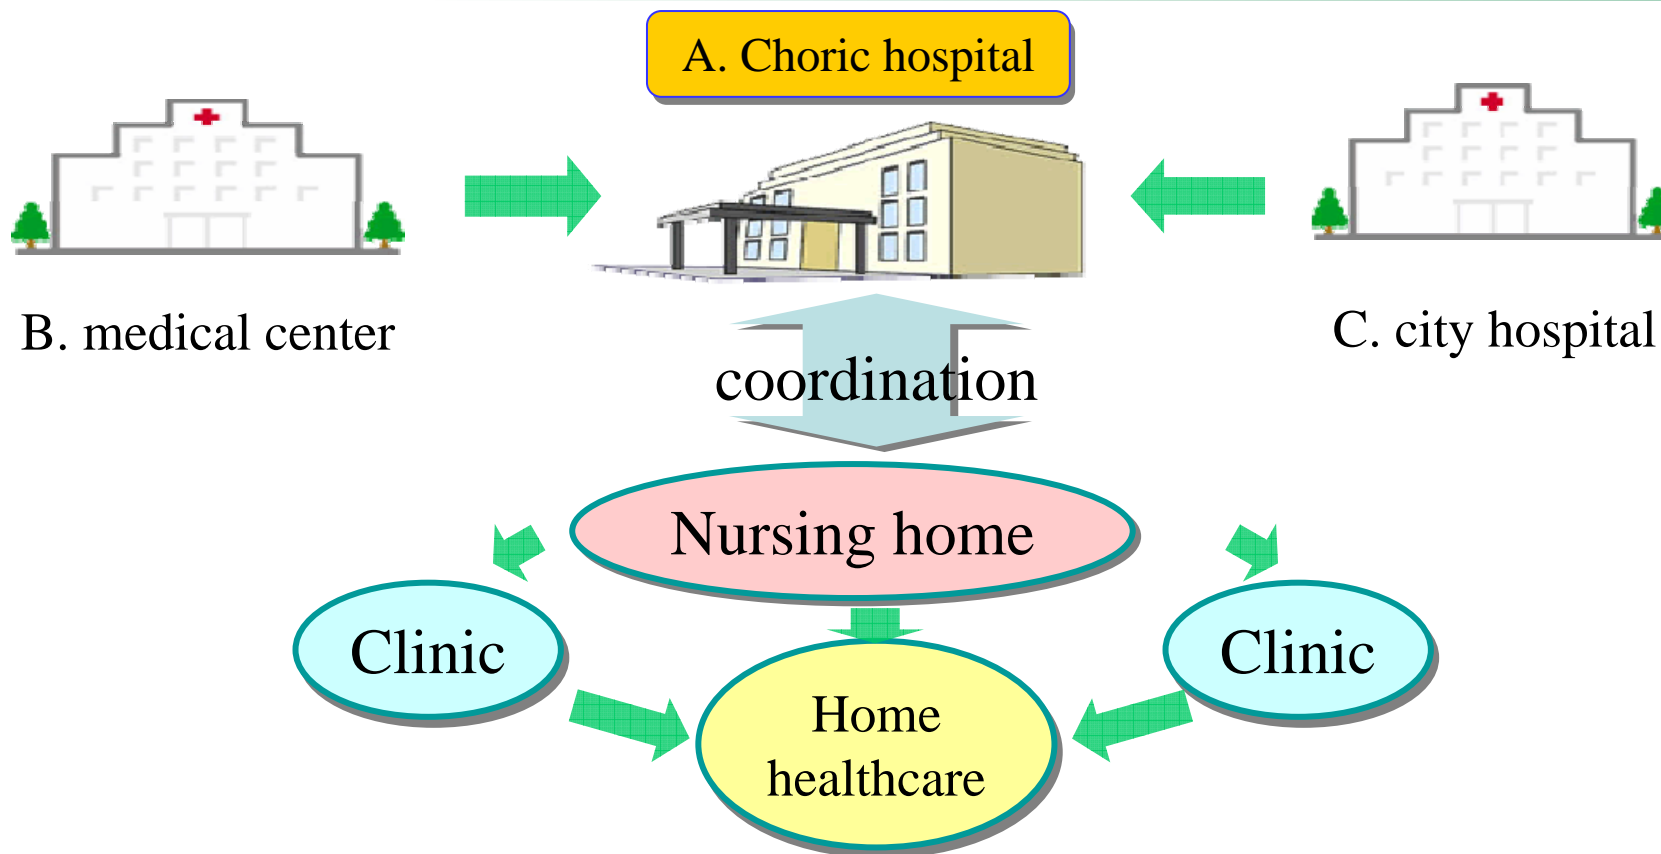 A. Choric hospital
B. medical center
C. city hospital
coordination
Nursing home
Clinic
Clinic
Home
healthcare